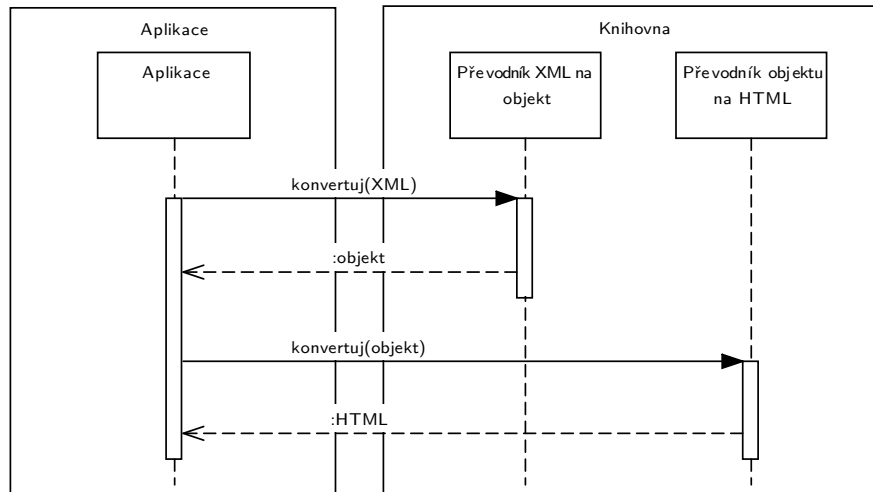 Aplikace
Knihovna
Aplikace
Převodník XML na
objekt
Převodník objektu
na HTML
konvertuj(XML)
:objekt
konvertuj(objekt)
:HTML